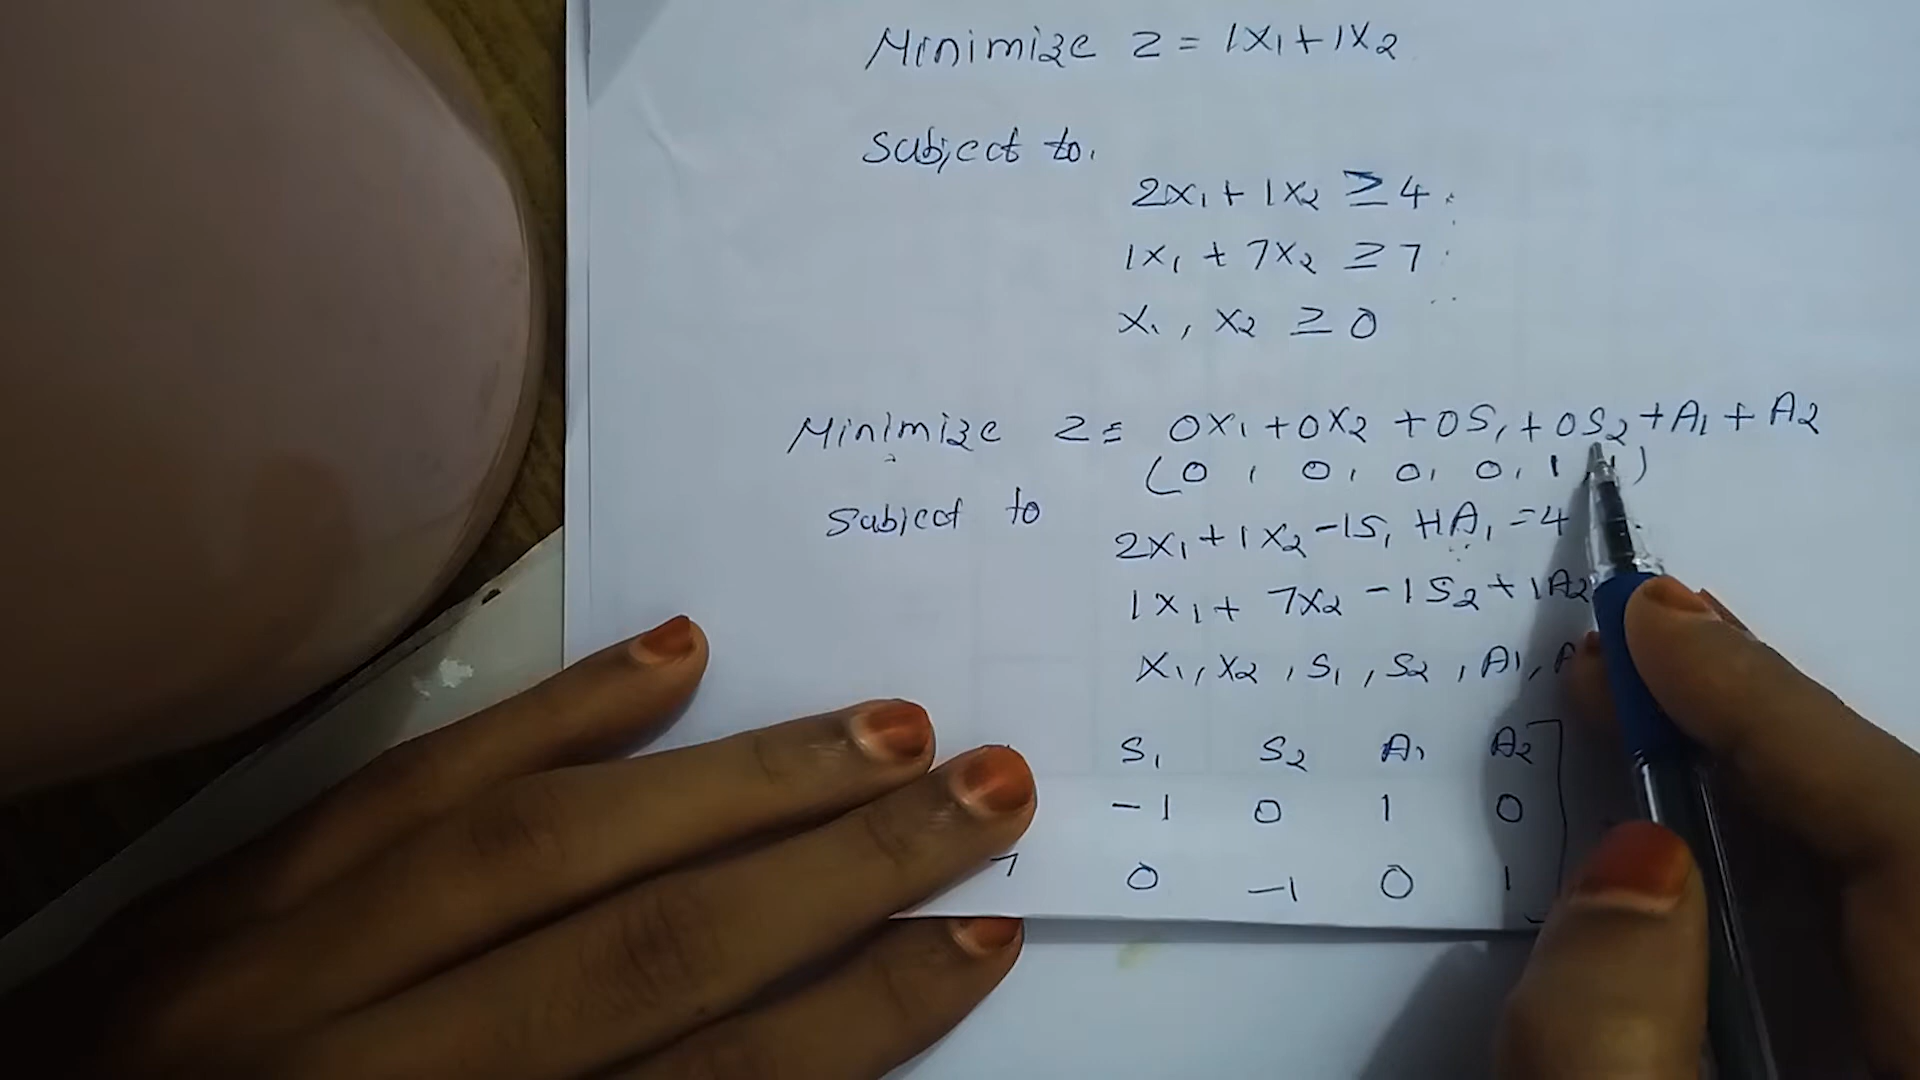 Minimize Z = 1X1 + 1X2
Subject to.
2X1 + 1X2 ≥ 4
1X1 + 7X2 ≥ 7
X1, X2 ≥ 0
Minimize Z = 0X1 + 0X2 + 0S1 + 0S2 + A1 + A2
(0, 0, 0, 0, 1, 1)
Subject to
2X1 + 1X2 - 1S1 + 1A1 = 4
1X1 + 7X2 - 1S2 + 1A2
X1, X2, S1, S2, A1,
S1 S2 A1 A2
-1 0 1 0
7 0 -1 0 1